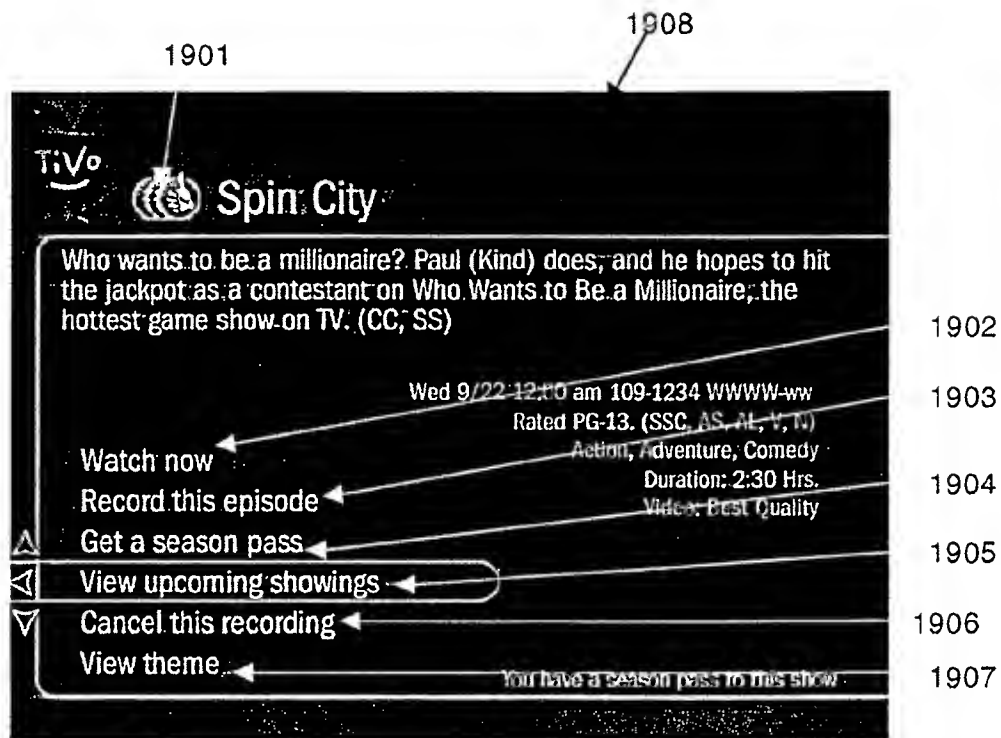 1908
1901
TiVo
Spin City
Who wants to be a millionaire? Paul (Kind) does, and he hopes to hit
the jackpot as a contestant on Who Wants to Be a Millionaire, the
hottest game show on TV. (CC, SS)
1902
Wed 9/22 12:00 am 109-1234 WWWW-ww
1903
Rated PG-13. (SSC, AS, AL, V, N)
Action, Adventure, Comedy
Watch now
Duration: 2:30 Hrs.
1904
Record this episode
Video: Best Quality
Get a season pass
1905
View upcoming showings
Cancel this recording
1906
View theme
1907
You have a season pass to this show